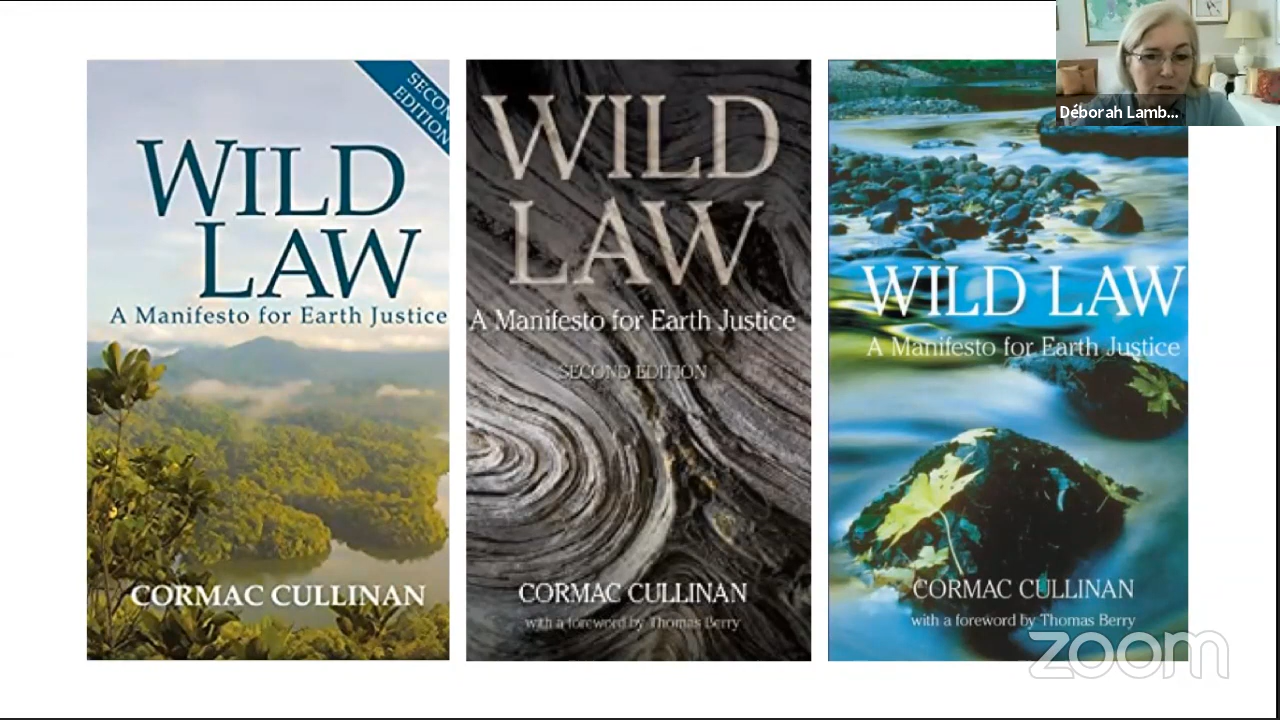 SECOND
EDITION
WILD
LAW
A Manifesto for Earth Justice
CORMAC CULLINAN
WILD
LAW
A Manifesto for Earth Justice
SECOND EDITION
CORMAC CULLINAN
with a foreword by Thomas Berry
WILD LAW
A Manifesto for Earth Justice
CORMAC CULLINAN
with a foreword by Thomas Berry
Déborah Lamb...
zoom